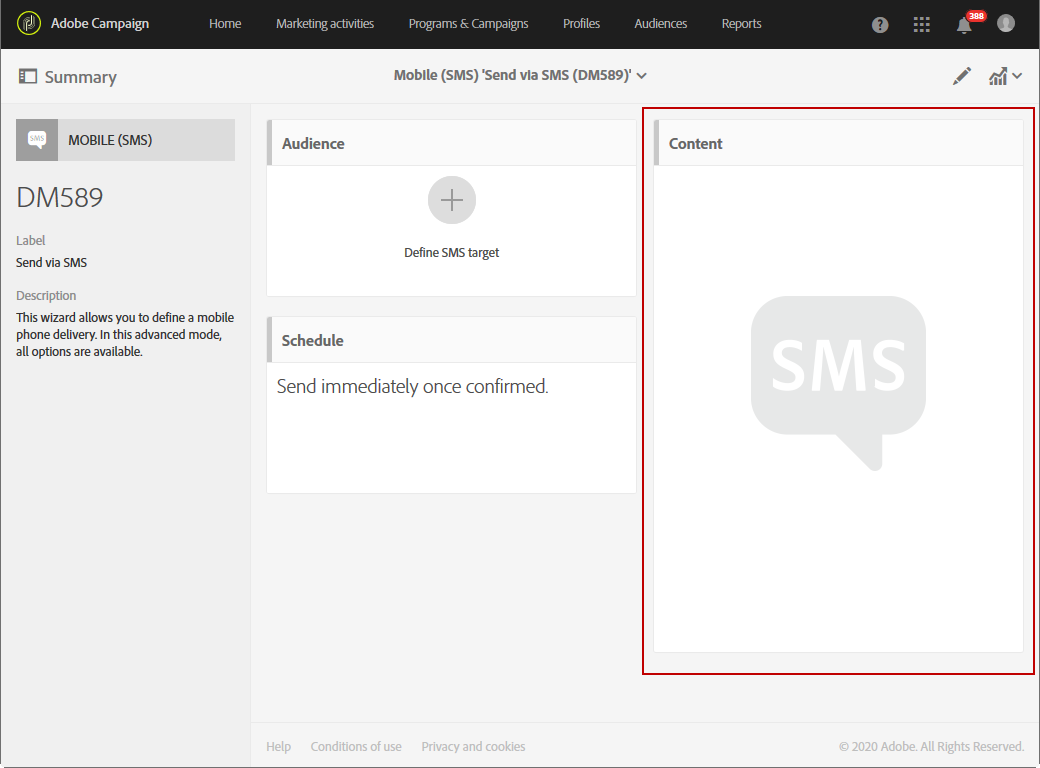 Adobe Campaign Home Marketing activities Programs & Campaigns Profiles Audiences Reports ? 388
Summary Mobile (SMS) 'Send via SMS (DM589)'
SMS MOBILE (SMS)
DM589
Label
Send via SMS
Description
This wizard allows you to define a mobile
phone delivery. In this advanced mode,
all options are available.
Audience
Define SMS target
Schedule
Send immediately once confirmed.
Content
SMS
Help Conditions of use Privacy and cookies © 2020 Adobe. All Rights Reserved.